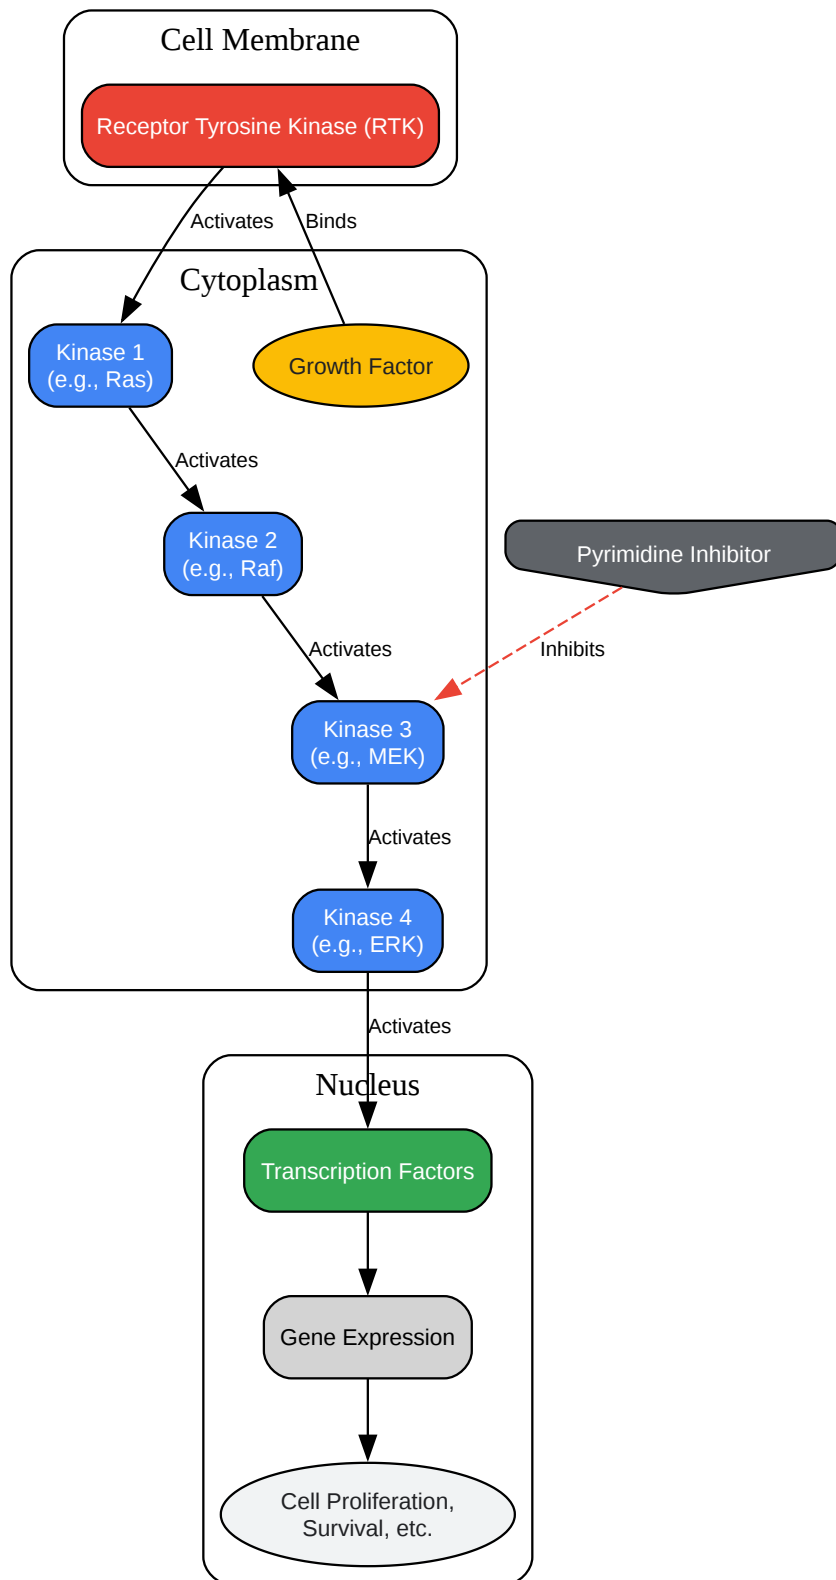 Cell Membrane
Receptor Tyrosine Kinase (RTK)
Activates
Binds
Cytoplasm
Kinase 1
(e.g., Ras)
Growth Factor
Activates
Kinase 2
(e.g., Raf)
Pyrimidine Inhibitor
Activates
Inhibits
Kinase 3
(e.g., MEK)
Activates
Kinase 4
(e.g., ERK)
Activates
Nucleus
Transcription Factors
Gene Expression
Cell Proliferation,
Survival, etc.